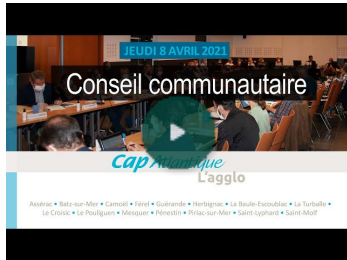 JEUDI 8 AVRIL 2021
Conseil communautaire
Cap Atlantique
L'agglo
Assérac • Batz-sur-Mer • Camoël • Férel • Guérande • Herbignac • La Baule-Escoublac • La Turballe •
Le Croisic • Le Pouliguen • Mesquer • Pénestin • Piriac-sur-Mer • Saint-Lyphard • Saint-Molf